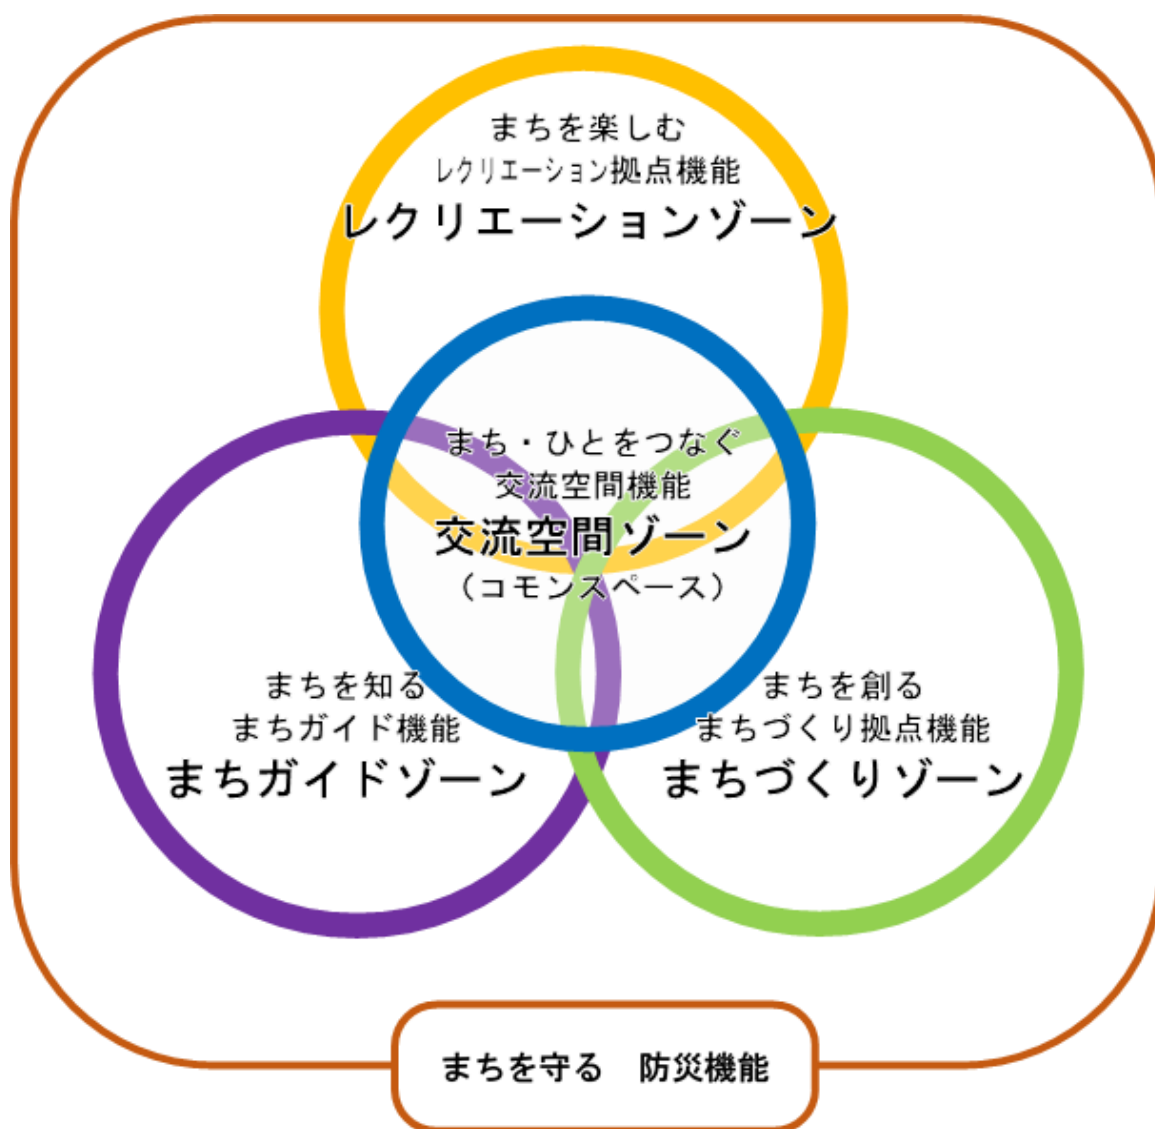 まちを楽しむ
レクリエーション拠点機能
レクリエーションゾーン
まち・ひとをつなぐ
交流空間機能
交流空間ゾーン
（コモンスペース）
まちを知る
まちガイド機能
まちガイドゾーン
まちを創る
まちづくり拠点機能
まちづくりゾーン
まちを守る　防災機能